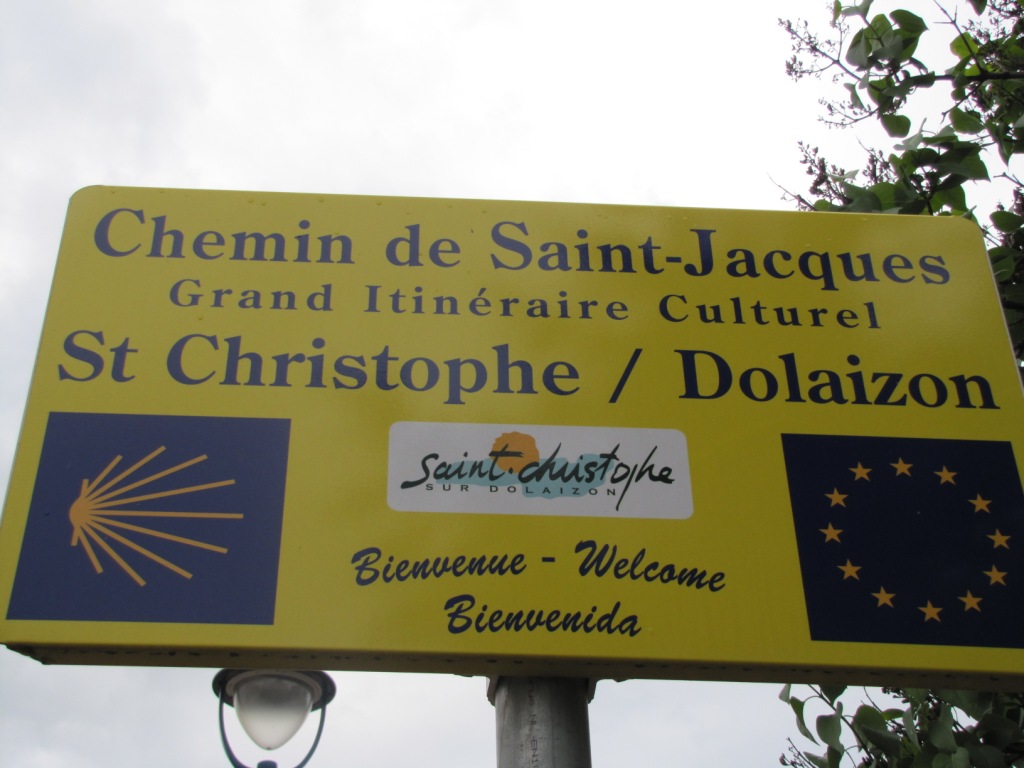 Chemin de Saint-Jacques
Grand Itinéraire Culturel
St Christophe / Dolaizon
saint.christophe
SUR DOLAIZON
Bienvenue - Welcome
Bienvenida